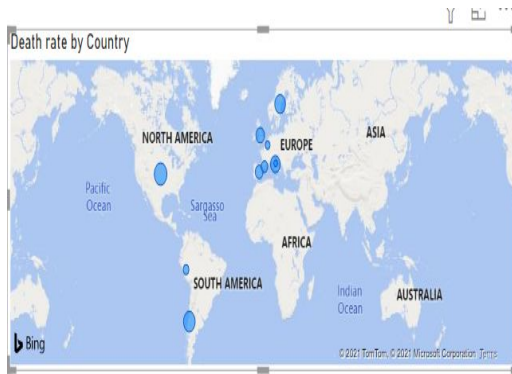 Death rate by Country
NORTH AMERICA
EUROPE
ASIA
Pacific
Ocean
Sargasso
Sea
AFRICA
SOUTH AMERICA
Indian
Ocean
AUSTRALIA
Bing
© 2021 TomTom, © 2021 Microsoft Corporation Terms